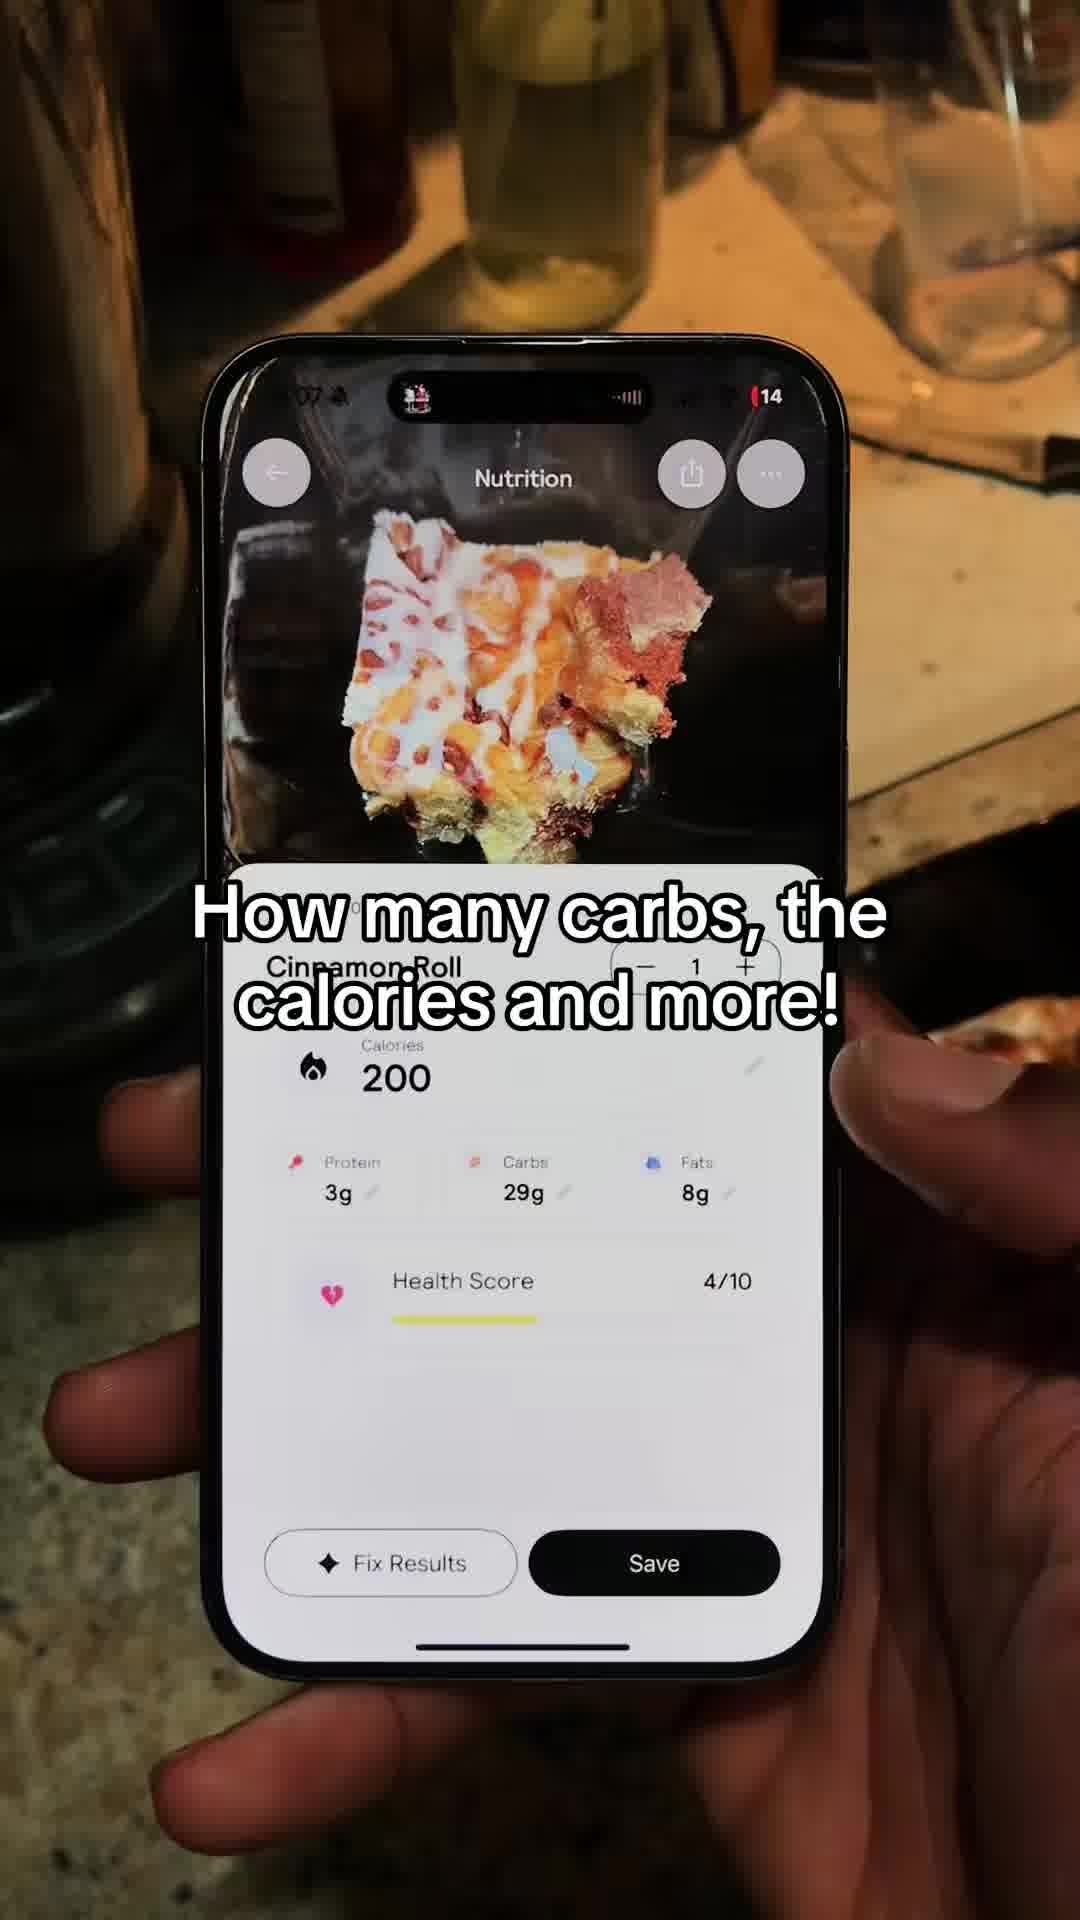 14
Nutrition
How many carbs, the
Cinnamon Roll
1
calories and more!
Calories
200
Protein
Carbs
Fats
3g
29g
8g
Health Score
4/10
Fix Results
Save